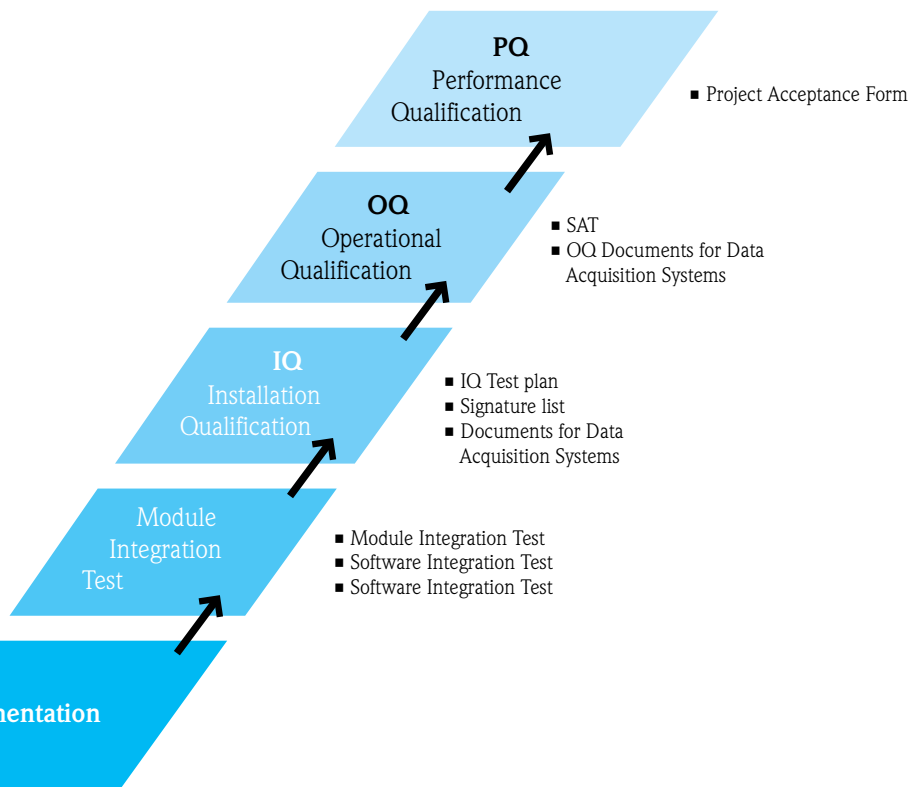 PQ
Performance
Qualification
■ Project Acceptance Form
OQ
Operational
Qualification
■ SAT
■ OQ Documents for Data
Acquisition Systems
IQ
Installation
Qualification
■ IQ Test plan
■ Signature list
■ Documents for Data
Acquisition Systems
Module
Integration
Test
■ Module Integration Test
■ Software Integration Test
■ Software Integration Test
mentation